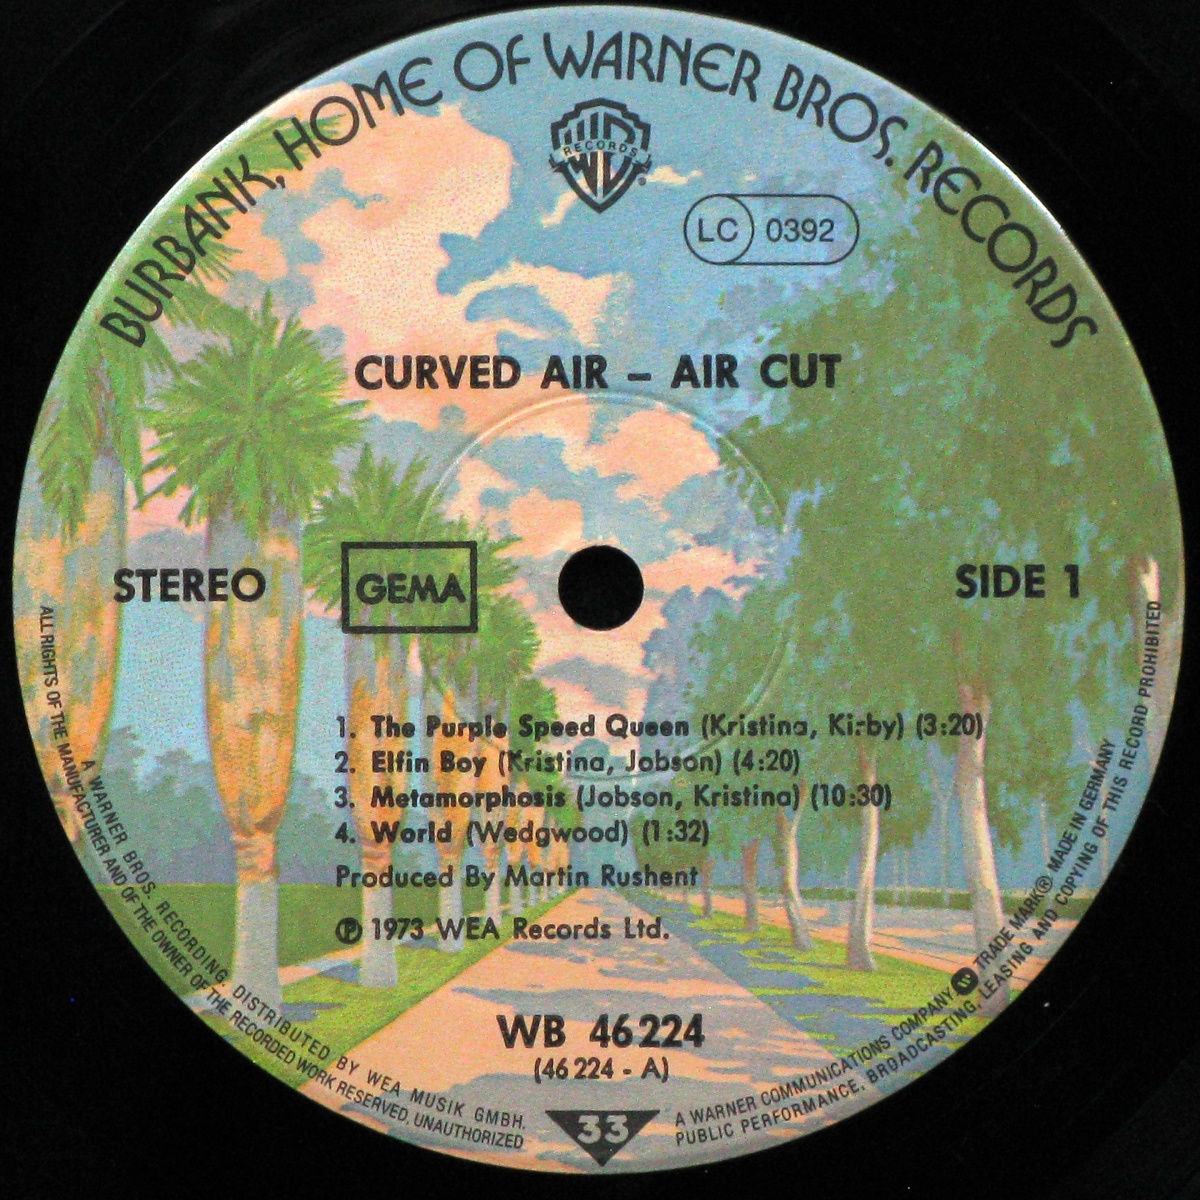 BURBANK, HOME OF WARNER BROS. RECORDS
RECORDS
LC 0392
CURVED AIR – AIR CUT
STEREO
GEMA
SIDE 1
1. The Purple Speed Queen (Kristina, Kirby) (3:20)
2. Elfin Boy (Kristina, Jobson) (4:20)
3. Metamorphosis (Jobson, Kristina) (10:30)
4. World (Wedgwood) (1:32)
Produced By Martin Rushent
℗ 1973 WEA Records Ltd.
WB 46 224
(46 224 - A)
33
A WARNER BROS. RECORDING. DISTRIBUTED BY WEA MUSIK GMBH.
A WARNER COMMUNICATIONS COMPANY TRADE MARK® MADE IN GERMANY
ALL RIGHTS OF THE MANUFACTURER AND OF THE OWNER OF THE RECORDED WORK RESERVED. UNAUTHORIZED
PUBLIC PERFORMANCE. BROADCASTING. LEASING AND COPYING OF THIS RECORD PROHIBITED